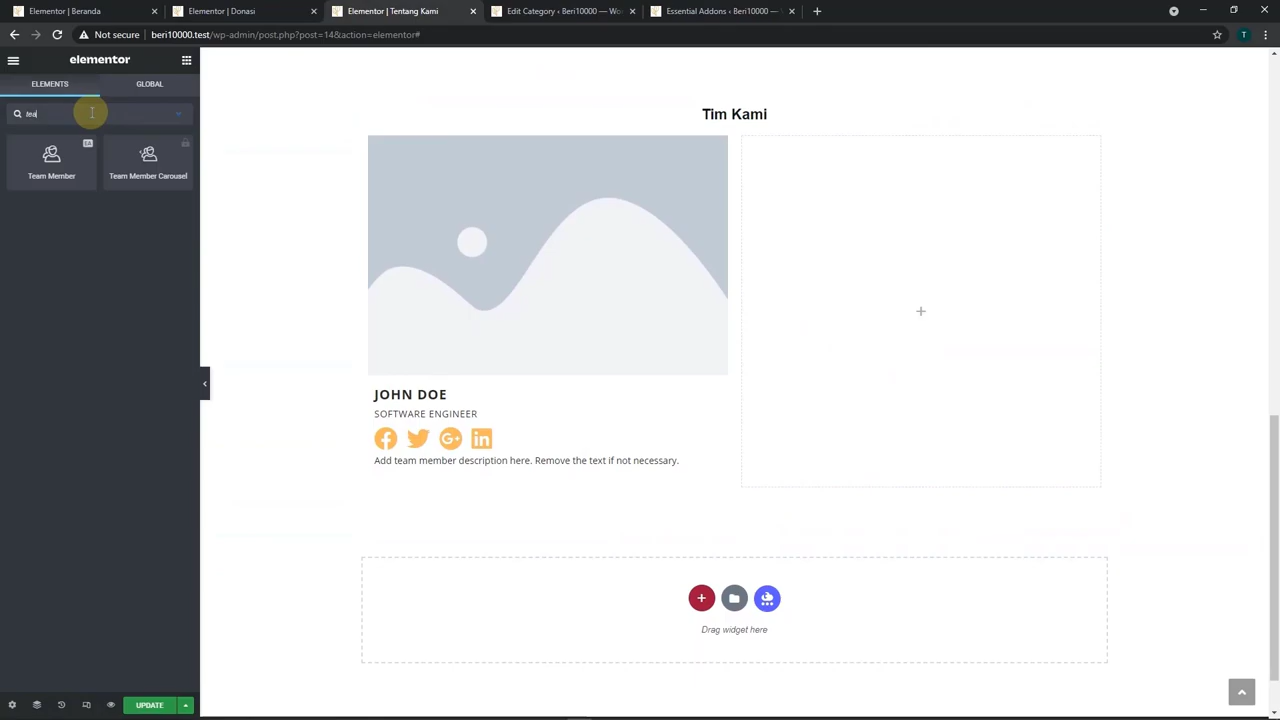 Elementor | Beranda
Elementor | Donasi
Elementor | Tentang Kami
Edit Category ‹ Beri10000 — Wo
Essential Addons ‹ Beri10000 —
Not secure
beri10000.test/wp-admin/post.php?post=14&action=elementor#
T
elementor
ELEMENTS
GLOBAL
Team Member
Team Member Carousel
Tim Kami
JOHN DOE
SOFTWARE ENGINEER
Add team member description here. Remove the text if not necessary.
Drag widget here
UPDATE